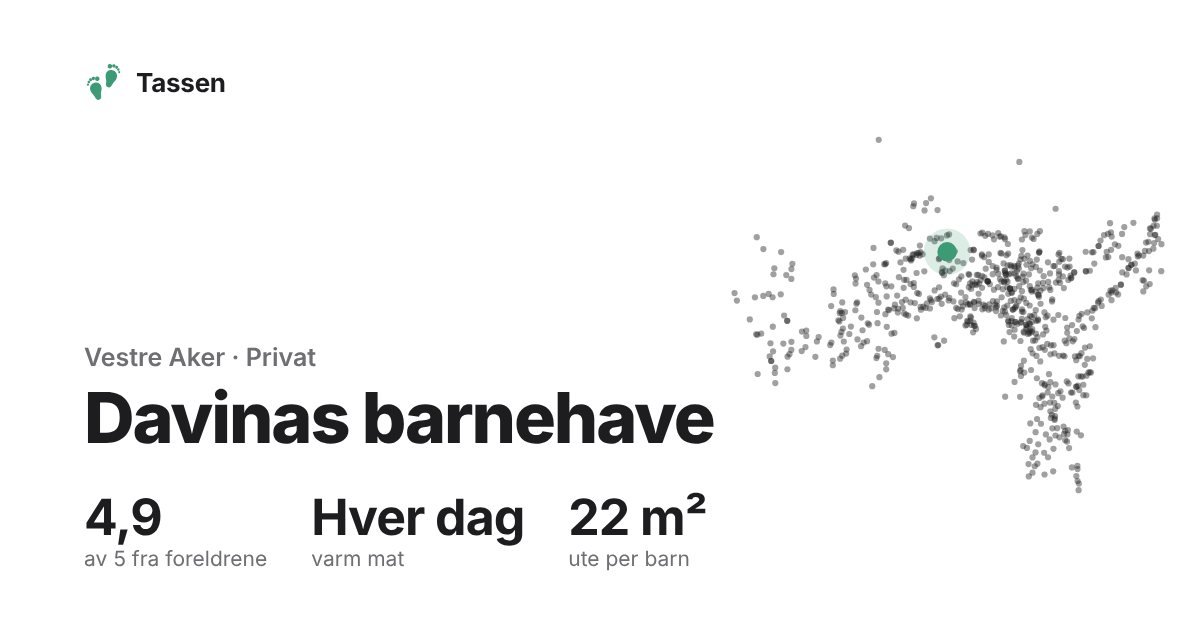 Tassen
Vestre Aker · Privat
Davinas barnehave
4,9 Hver dag 22 m²
av 5 fra foreldrene varm mat ute per barn